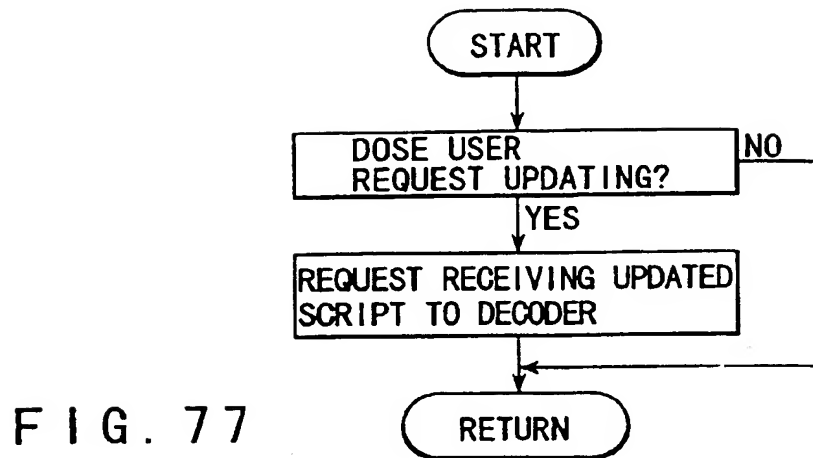 START
DOSE USER
REQUEST UPDATING?
NO
YES
REQUEST RECEIVING UPDATED
SCRIPT TO DECODER
RETURN
FIG. 77